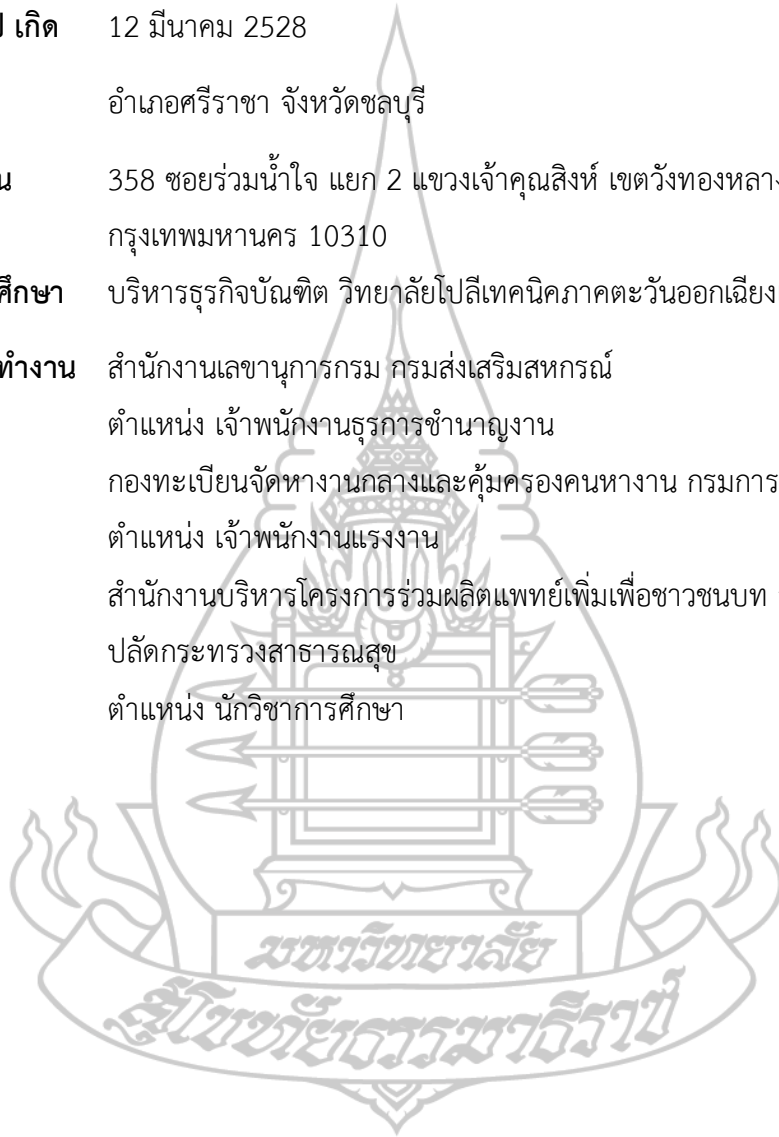 ปี เกิด 12 มีนาคม 2528
อำเภอศรีราชา จังหวัดชลบุรี
358 ซอยร่วมน้ำใจ แยก 2 แขวงเจ้าคุณสิงห์ เขตวังทองหลาง
กรุงเทพมหานคร 10310
ศึกษา บริหารธุรกิจบัณฑิต วิทยาลัยโปลีเทคนิคภาคตะวันออกเฉียง
ทำงาน สำนักงานเลขานุการกรม กรมส่งเสริมสหกรณ์
ตำแหน่ง เจ้าพนักงานธุรการชำนาญงาน
กองทะเบียนจัดหางานกลางและคุ้มครองคนหางาน กรมการ
ตำแหน่ง เจ้าพนักงานแรงงาน
สำนักงานบริหารโครงการร่วมผลิตแพทย์เพิ่มเพื่อชาวชนบท
ปลัดกระทรวงสาธารณสุข
ตำแหน่ง นักวิชาการศึกษา
มหาวิทยาลัย
สุโขทัยธรรมาธิราช